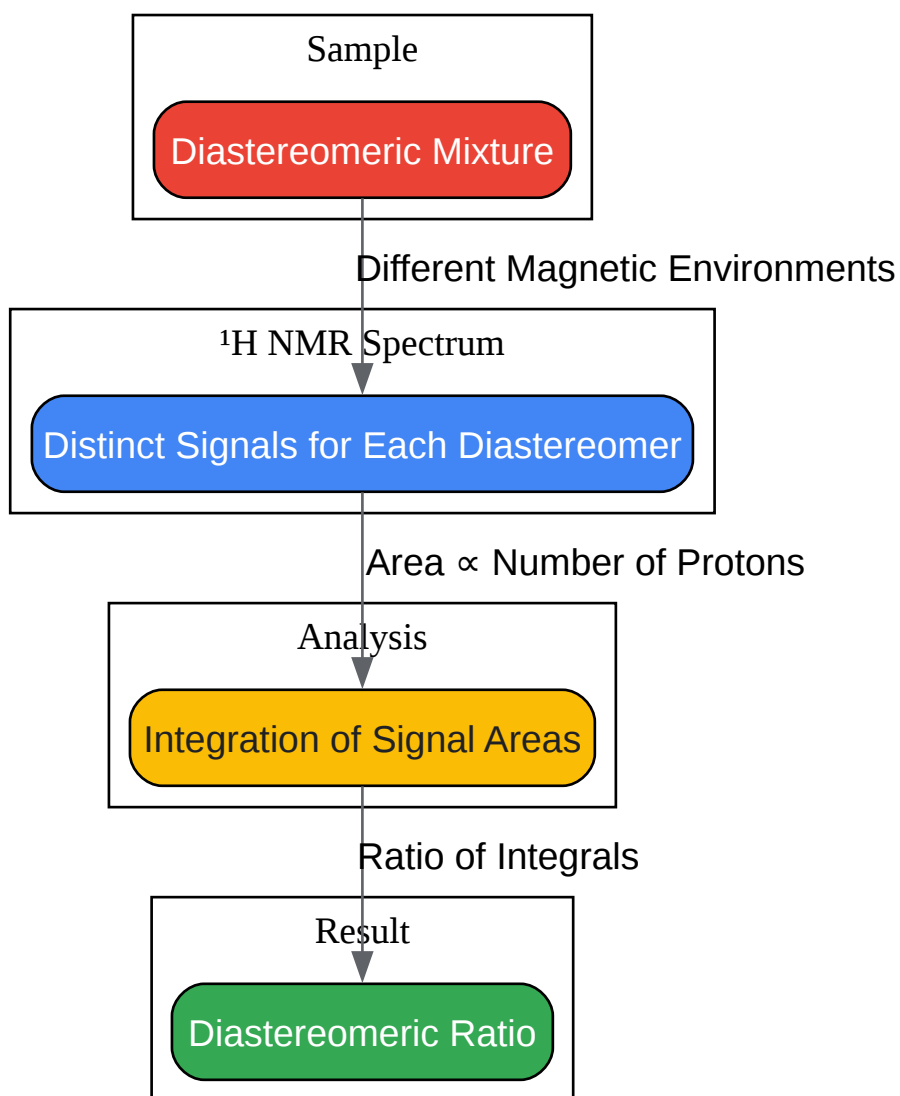 Sample
Diastereomeric Mixture
Different Magnetic Environments
¹H NMR Spectrum
Distinct Signals for Each Diastereomer
Area ∝ Number of Protons
Analysis
Integration of Signal Areas
Ratio of Integrals
Result
Diastereomeric Ratio